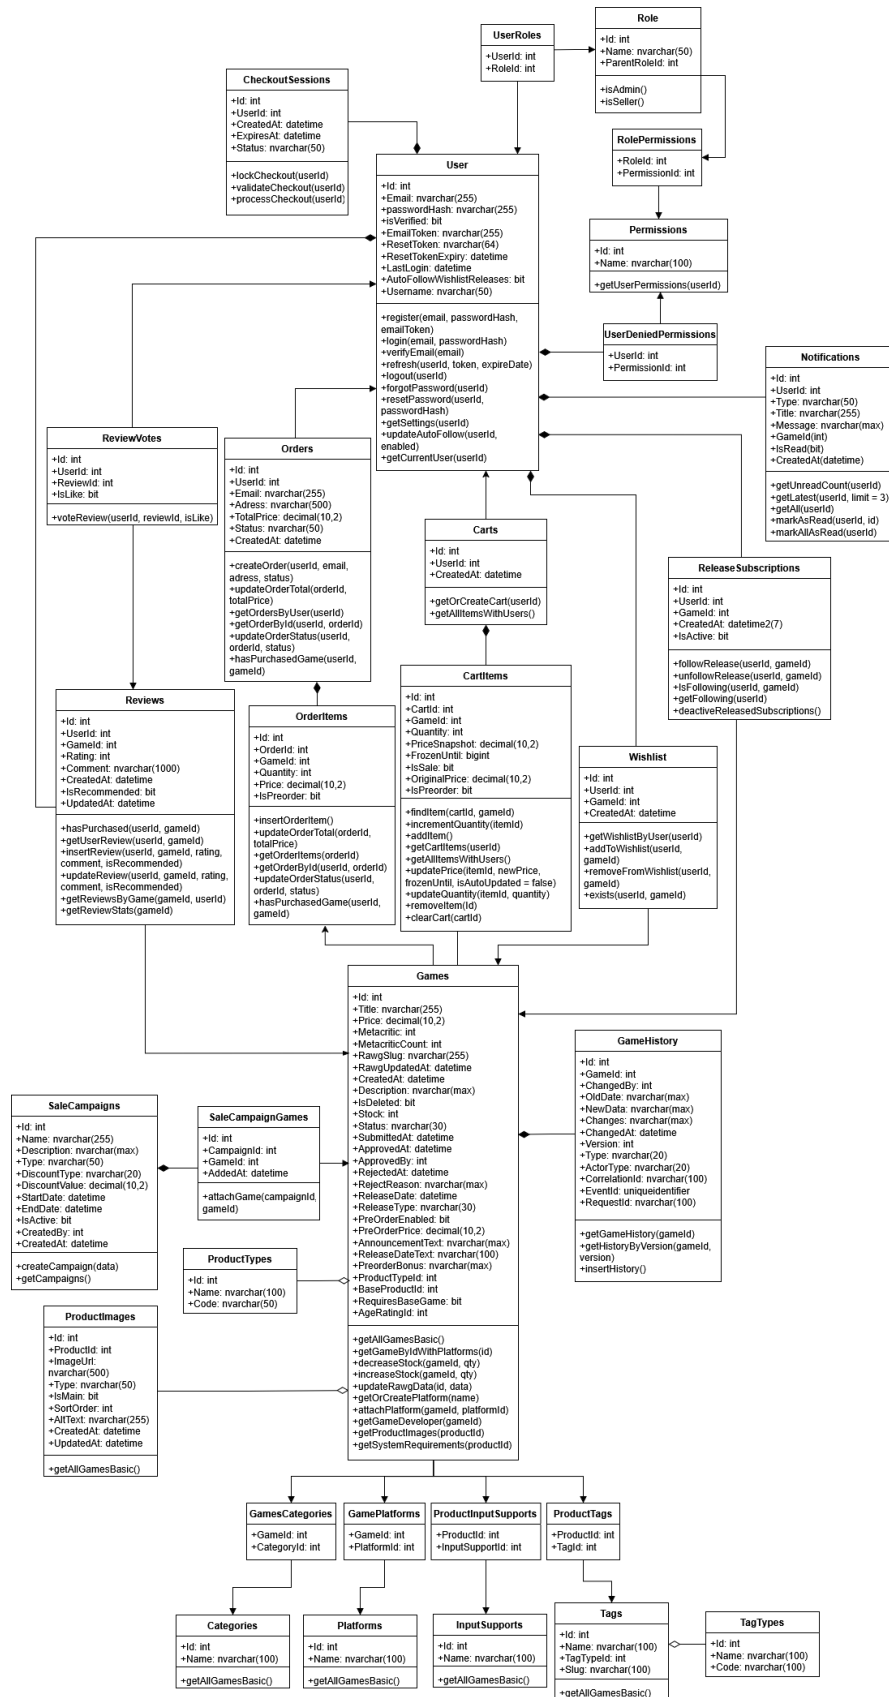 Role
+Id: int
+Name: nvarchar(50)
+ParentRoleId: int
+isAdmin()
+isSeller()
UserRoles
+UserId: int
+RoleId: int
CheckoutSessions
+Id: int
+UserId: int
+CreatedAt: datetime
+ExpiresAt: datetime
+Status: nvarchar(50)
+lockCheckout(userId)
+validateCheckout(userId)
+processCheckout(userId)
RolePermissions
+RoleId: int
+PermissionId: int
User
+Id: int
+Email: nvarchar(255)
+passwordHash: nvarchar(255)
+isVerified: bit
+EmailToken: nvarchar(255)
+ResetToken: nvarchar(64)
+ResetTokenExpiry: datetime
+LastLogin: datetime
+AutoFollowWishlistReleases: bit
+Username: nvarchar(50)
+register(email, passwordHash,
emailToken)
+login(email, passwordHash)
+verifyEmail(email)
+refresh(userId, token, expireDate)
+logout(userId)
+forgotPassword(userId)
+resetPassword(userId,
passwordHash)
+getSettings(userId)
+updateAutoFollow(userId,
enabled)
+getCurrentUser(userId)
Permissions
+Id: int
+Name: nvarchar(100)
+getUserPermissions(userId)
UserDeniedPermissions
+UserId: int
+PermissionId: int
Notifications
+Id: int
+UserId: int
+Type: nvarchar(50)
+Title: nvarchar(255)
+Message: nvarchar(max)
+GameId(int)
+IsRead(bit)
+CreatedAt(datetime)
+getUnreadCount(userId)
+getLatest(userId, limit = 3)
+getAll(userId)
+markAsRead(userId, id)
+markAllAsRead(userId)
ReviewVotes
+Id: int
+UserId: int
+ReviewId: int
+IsLike: bit
+voteReview(userId, reviewId, isLike)
Orders
+Id: int
+UserId: int
+Email: nvarchar(255)
+Adress: nvarchar(500)
+TotalPrice: decimal(10,2)
+Status: nvarchar(50)
+CreatedAt: datetime
+createOrder(userId, email,
adress, status)
+updateOrderTotal(orderId,
totalPrice)
+getOrdersByUser(userId)
+getOrderById(userId, orderId)
+updateOrderStatus(userId,
orderId, status)
+hasPurchasedGame(userId,
gameId)
Carts
+Id: int
+UserId: int
+CreatedAt: datetime
+getOrCreateCart(userId)
+getAllItemsWithUsers()
ReleaseSubscriptions
+Id: int
+UserId: int
+GameId: int
+CreatedAt: datetime2(7)
+IsActive: bit
+followRelease(userId, gameId)
+unfollowRelease(userId, gameId)
+IsFollowing(userId, gameId)
+getFollowing(userId)
+deactiveReleasedSubscriptions()
Reviews
+Id: int
+UserId: int
+GameId: int
+Rating: int
+Comment: nvarchar(1000)
+CreatedAt: datetime
+IsRecommended: bit
+UpdatedAt: datetime
+hasPurchased(userId, gameId)
+getUserReview(userId, gameId)
+insertReview(userId, gameId, rating,
comment, isRecommended)
+updateReview(userId, gameId, rating,
comment, isRecommended)
+getReviewsByGame(gameId, userId)
+getReviewStats(gameId)
OrderItems
+Id: int
+OrderId: int
+GameId: int
+Quantity: int
+Price: decimal(10,2)
+IsPreorder: bit
+insertOrderItem()
+updateOrderTotal(orderId,
totalPrice)
+getOrderItems(orderId)
+getOrderById(userId, orderId)
+updateOrderStatus(userId,
orderId, status)
+hasPurchasedGame(userId,
gameId)
CartItems
+Id: int
+CartId: int
+GameId: int
+Quantity: int
+PriceSnapshot: decimal(10,2)
+FrozenUntil: bigint
+IsSale: bit
+OriginalPrice: decimal(10,2)
+IsPreorder: bit
+findItem(cartId, gameId)
+incrementQuantity(itemId)
+addItem()
+getCartItems(userId)
+getAllItemsWithUsers()
+updatePrice(itemId, newPrice,
frozenUntil, isAutoUpdated = false)
+updateQuantity(itemId, quantity)
+removeItem(Id)
+clearCart(cartId)
Wishlist
+Id: int
+UserId: int
+GameId: int
+CreatedAt: datetime
+getWishlistByUser(userId)
+addToWishlist(userId,
gameId)
+removeFromWishlist(userId,
gameId)
+exists(userId, gameId)
Games
+Id: int
+Title: nvarchar(255)
+Price: decimal(10,2)
+Metacritic: int
+MetacriticCount: int
+RawgSlug: nvarchar(255)
+RawgUpdatedAt: datetime
+CreatedAt: datetime
+Description: nvarchar(max)
+IsDeleted: bit
+Stock: int
+Status: nvarchar(30)
+SubmittedAt: datetime
+ApprovedAt: datetime
+ApprovedBy: int
+RejectedAt: datetime
+RejectReason: nvarchar(max)
+ReleaseDate: datetime
+ReleaseType: nvarchar(30)
+PreOrderEnabled: bit
+PreOrderPrice: decimal(10,2)
+AnnouncementText: nvarchar(max)
+ReleaseDateText: nvarchar(100)
+PreorderBonus: nvarchar(max)
+ProductTypeId: int
+BaseProductId: int
+RequiresBaseGame: bit
+AgeRatingId: int
+getAllGamesBasic()
+getGameByIdWithPlatforms(id)
+decreaseStock(gameId, qty)
+increaseStock(gameId, qty)
+updateRawgData(id, data)
+getOrCreatePlatform(name)
+attachPlatform(gameId, platformId)
+getGameDeveloper(gameId)
+getProductImages(productId)
+getSystemRequirements(productId)
GameHistory
+Id: int
+GameId: int
+ChangedBy: int
+OldDate: nvarchar(max)
+NewData: nvarchar(max)
+Changes: nvarchar(max)
+ChangedAt: datetime
+Version: int
+Type: nvarchar(20)
+ActorType: nvarchar(20)
+CorrelationId: nvarchar(100)
+EventId: uniqueidentifier
+RequestId: nvarchar(100)
+getGameHistory(gameId)
+getHistoryByVersion(gameId,
version)
+insertHistory()
SaleCampaigns
+Id: int
+Name: nvarchar(255)
+Description: nvarchar(max)
+Type: nvarchar(50)
+DiscountType: nvarchar(20)
+DiscountValue: decimal(10,2)
+StartDate: datetime
+EndDate: datetime
+IsActive: bit
+CreatedBy: int
+CreatedAt: datetime
+createCampaign(data)
+getCampaigns()
SaleCampaignGames
+Id: int
+CampaignId: int
+GameId: int
+AddedAt: datetime
+attachGame(campaignId,
gameId)
ProductTypes
+Id: int
+Name: nvarchar(100)
+Code: nvarchar(50)
ProductImages
+Id: int
+ProductId: int
+ImageUrl:
nvarchar(500)
+Type: nvarchar(50)
+IsMain: bit
+SortOrder: int
+AltText: nvarchar(255)
+CreatedAt: datetime
+UpdatedAt: datetime
+getAllGamesBasic()
GamesCategories
+GameId: int
+CategoryId: int
GamePlatforms
+GameId: int
+PlatformId: int
ProductInputSupports
+ProductId: int
+InputSupportId: int
ProductTags
+ProductId: int
+TagId: int
Categories
+Id: int
+Name: nvarchar(100)
+getAllGamesBasic()
Platforms
+Id: int
+Name: nvarchar(100)
+getAllGamesBasic()
InputSupports
+Id: int
+Name: nvarchar(100)
+getAllGamesBasic()
Tags
+Id: int
+Name: nvarchar(100)
+TagTypeId: int
+Slug: nvarchar(100)
+getAllGamesBasic()
TagTypes
+Id: int
+Name: nvarchar(100)
+Code: nvarchar(100)